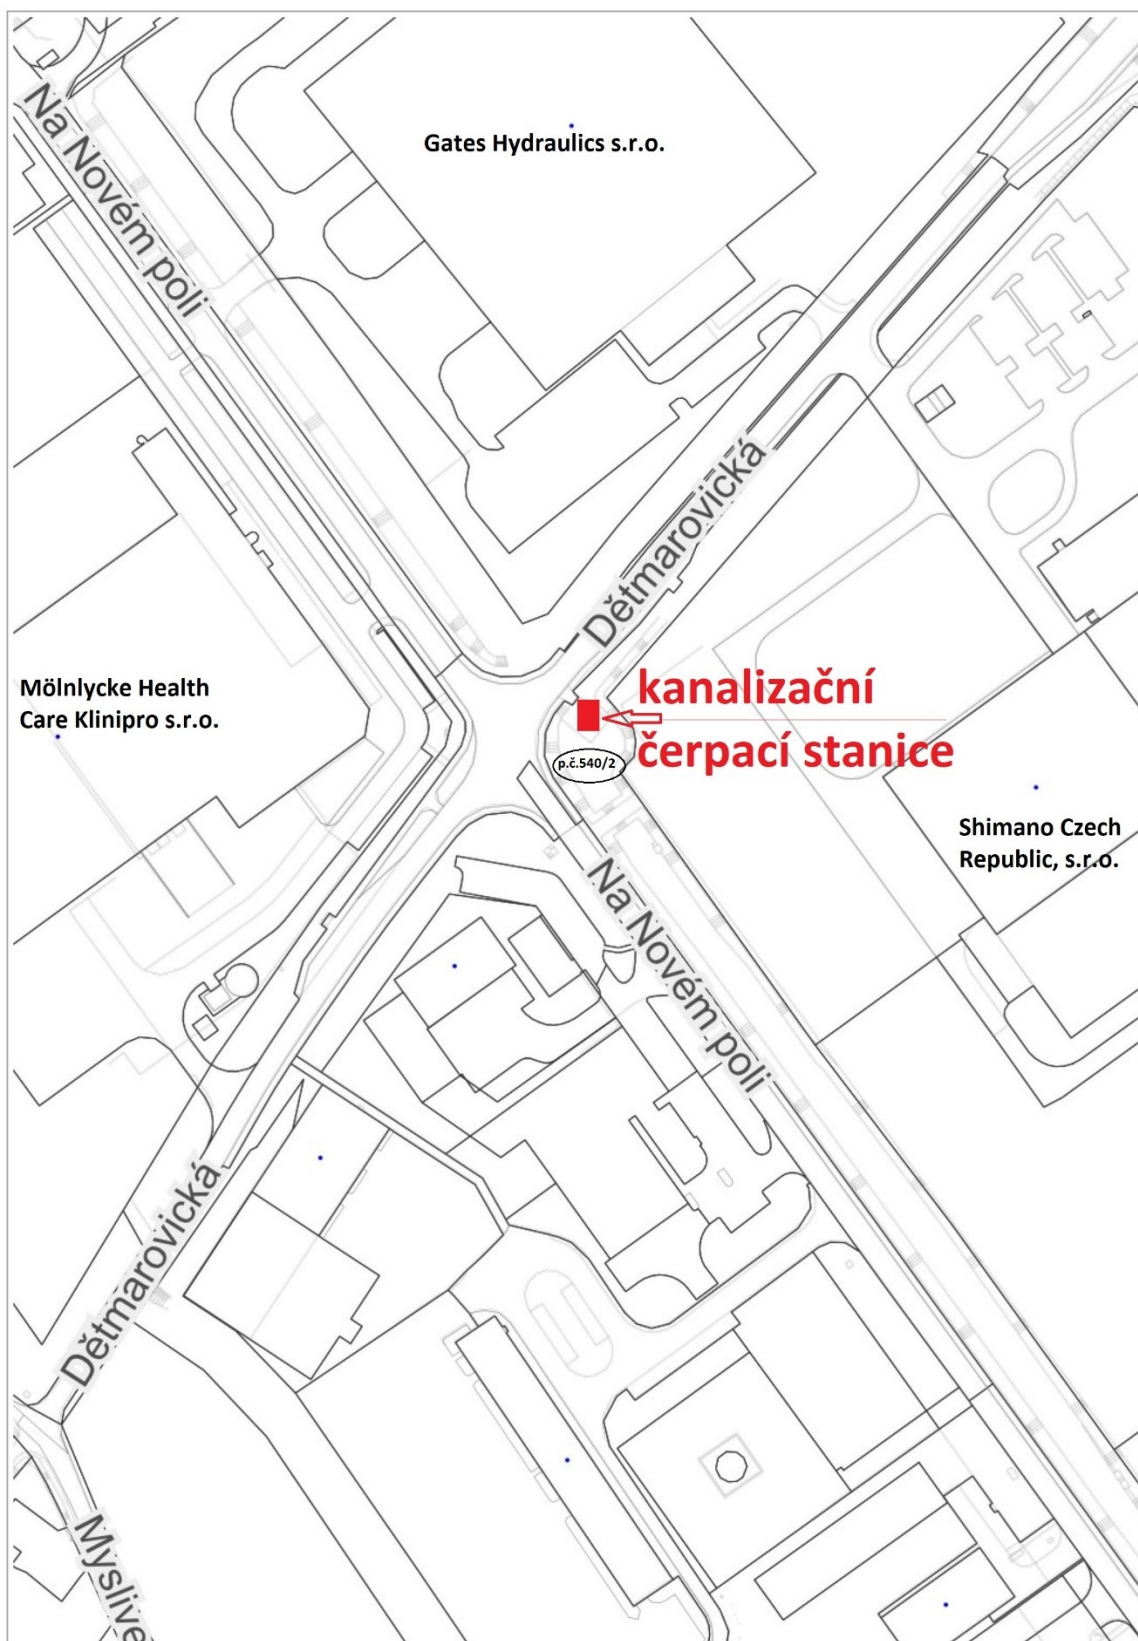 Na Novém poli
Gates Hydraulics s.r.o.
Dětmarovická
Mölnlycke Health
Care Klinipro s.r.o.
kanalizační
čerpací stanice
p.č.540/2
Shimano Czech
Republic, s.r.o.
Na Novém poli
Dětmarovická
Myslive